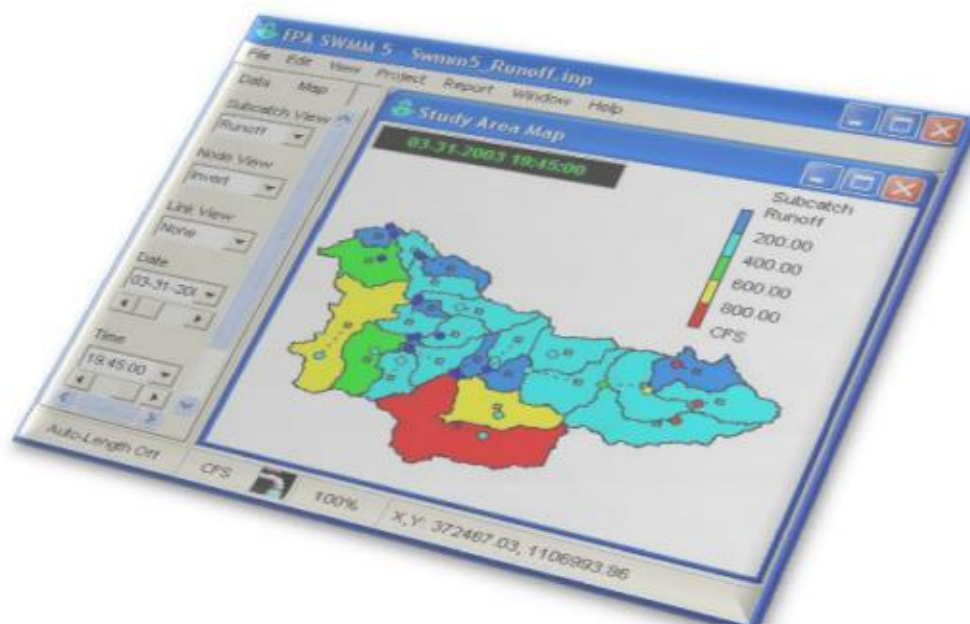 EPA SWMM 5 - Swmm5_Runoff.inp
File Edit View Project Report Window Help
Data Map
Subcatch View
Runoff
Node View
Invert
Link View
None
Date
03-31-200
Time
19:45:00
Study Area Map
03-31-2003 19:45:00
Subcatch
Runoff
200.00
400.00
600.00
800.00
CFS
Auto-Length Off
CFS
100%
X,Y: 372467.03, 1106993.86